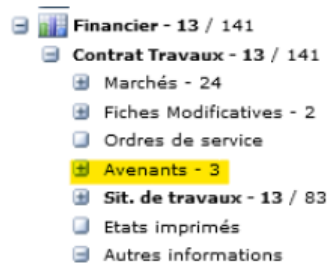 Financier - 13 / 141
Contrat Travaux - 13 / 141
Marchés - 24
Fiches Modificatives - 2
Ordres de service
Avenants - 3
Sit. de travaux - 13 / 83
Etats imprimés
Autres informations